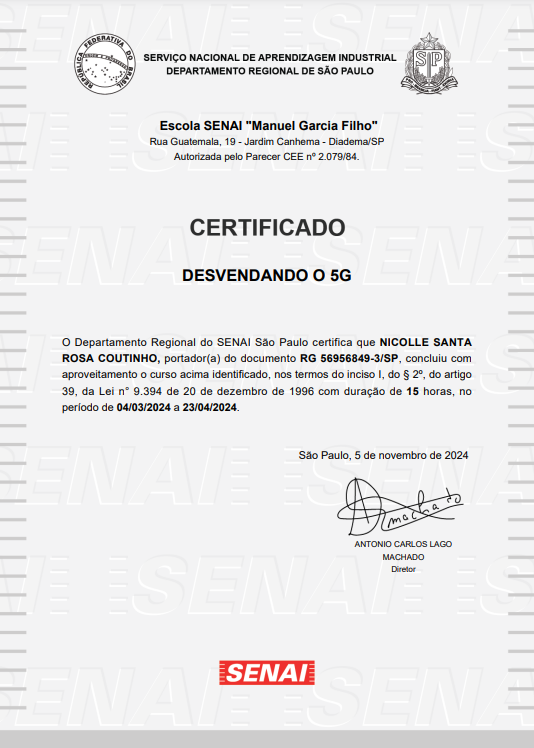 REPÚBLICA FEDERATIVA DO BRASIL
SERVIÇO NACIONAL DE APRENDIZAGEM INDUSTRIAL
DEPARTAMENTO REGIONAL DE SÃO PAULO
SP
Escola SENAI "Manuel Garcia Filho"
Rua Guatemala, 19 - Jardim Canhema - Diadema/SP
Autorizada pelo Parecer CEE nº 2.079/84.
CERTIFICADO
DESVENDANDO O 5G
O Departamento Regional do SENAI São Paulo certifica que NICOLLE SANTA
ROSA COUTINHO, portador(a) do documento RG 56956849-3/SP, concluiu com
aproveitamento o curso acima identificado, nos termos do inciso I, do § 2º, do artigo
39, da Lei n° 9.394 de 20 de dezembro de 1996 com duração de 15 horas, no
período de 04/03/2024 a 23/04/2024.
São Paulo, 5 de novembro de 2024
Machado
ANTONIO CARLOS LAGO
MACHADO
Diretor
SENAI